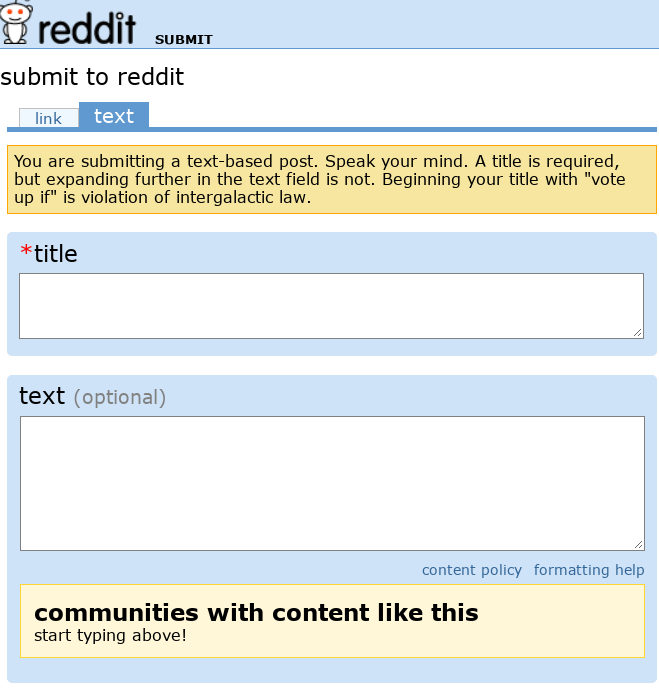 reddit SUBMIT
submit to reddit
link text
You are submitting a text-based post. Speak your mind. A title is required,
but expanding further in the text field is not. Beginning your title with "vote
up if" is violation of intergalactic law.
*title
text (optional)
content policy formatting help
communities with content like this
start typing above!